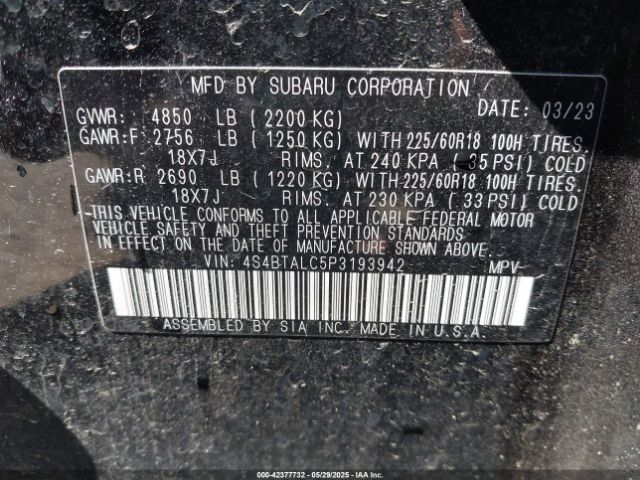 MFD BY SUBARU CORPORATION
DATE: 03/23
GVWR: 4850 LB (2200 KG)
GAWR:F 2756 LB (1250 KG) WITH 225/60R18 100H TIRES.
18X7J RIMS. AT 240 KPA (35 PSI) COLD
GAWR:R 2690 LB (1220 KG) WITH 225/60R18 100H TIRES.
18X7J RIMS. AT 230 KPA (33 PSI) COLD
THIS VEHICLE CONFORMS TO ALL APPLICABLE FEDERAL MOTOR
VEHICLE SAFETY AND THEFT PREVENTION STANDARDS
IN EFFECT ON THE DATE OF MANUFACTURE SHOWN ABOVE.
VIN: 4S4BTALC5P3193942 MPV
ASSEMBLED BY SIA INC. MADE IN U.S.A.
000-42377732 - 05/29/2025 - IAA Inc.